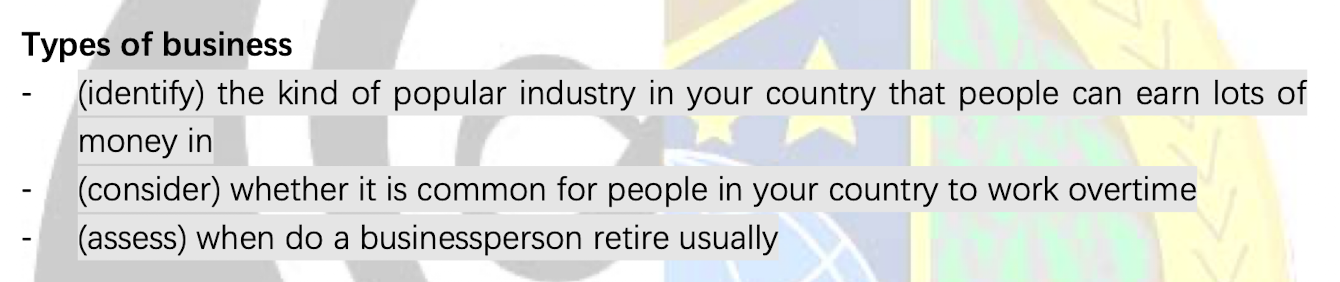 Types of business
- (identify) the kind of popular industry in your country that people can earn lots of
money in
- (consider) whether it is common for people in your country to work overtime
- (assess) when do a businessperson retire usually